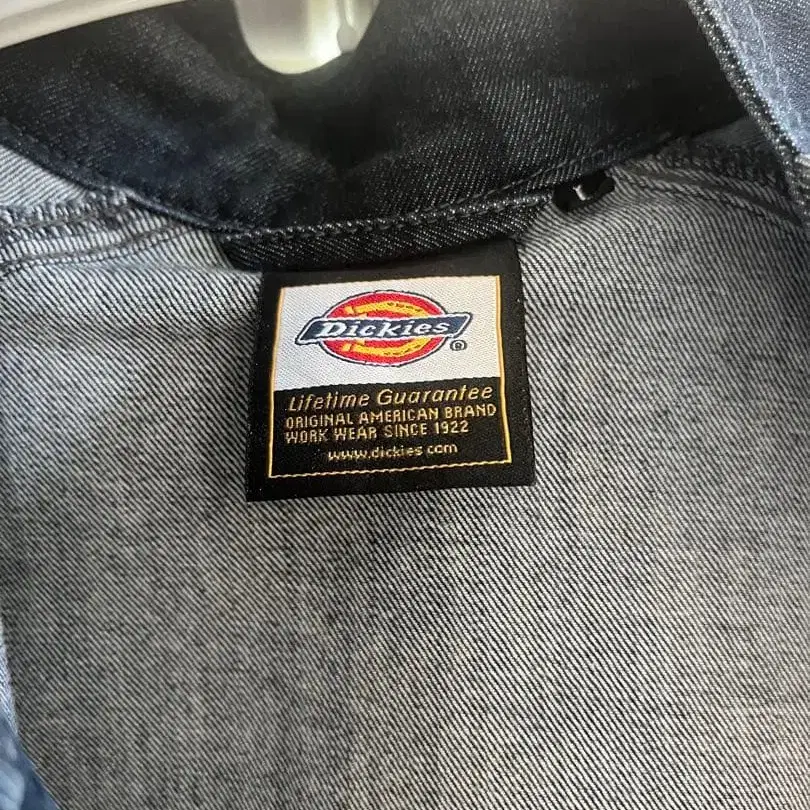 L
Dickies
®
Lifetime Guarantee
ORIGINAL AMERICAN BRAND
WORK WEAR SINCE 1922
www.dickies.com